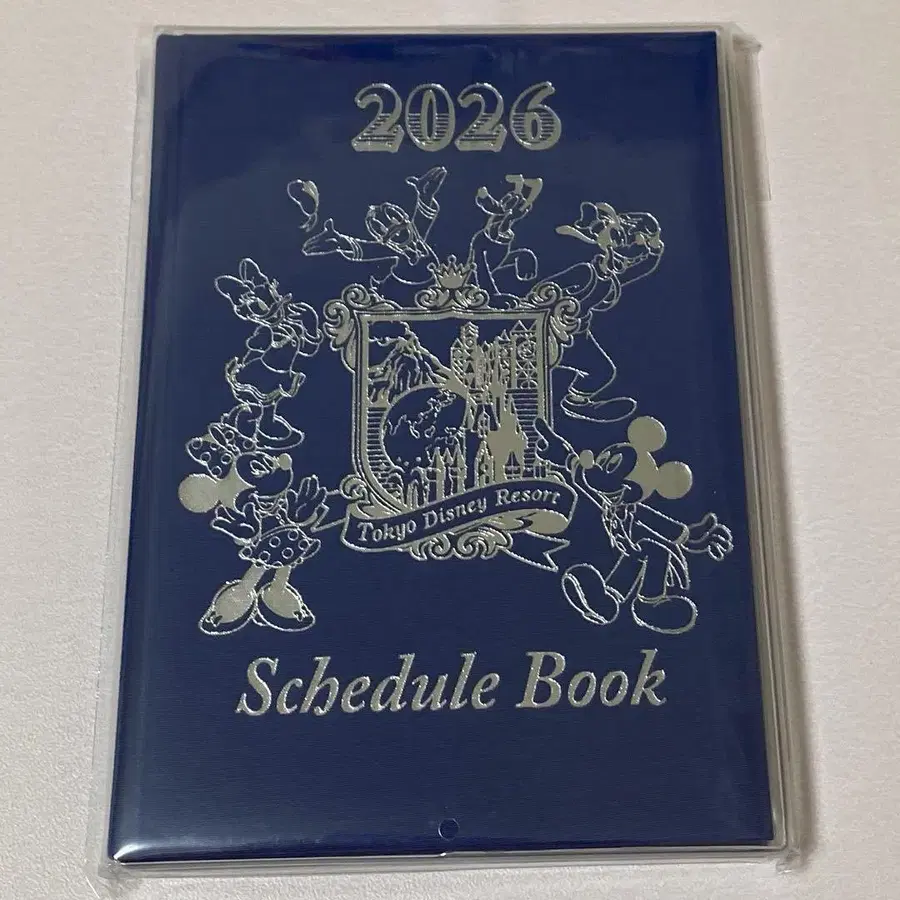 2026
Tokyo Disney Resort
Schedule Book